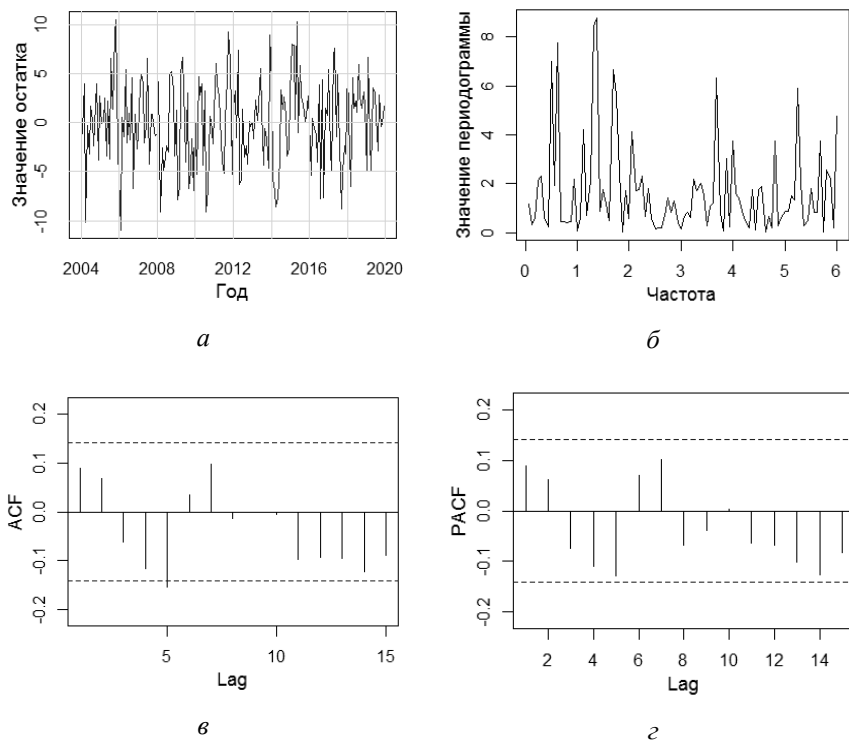 Значение остатка
10
5
0
-5
-10
2004 2008 2012 2016 2020
Год
а
Значение периодограммы
8
6
4
2
0
0 1 2 3 4 5 6
Частота
б
ACF
0.2
0.1
0.0
-0.1
-0.2
5 10 15
Lag
в
PACF
0.2
0.1
0.0
-0.1
-0.2
2 4 6 8 10 12 14
Lag
г